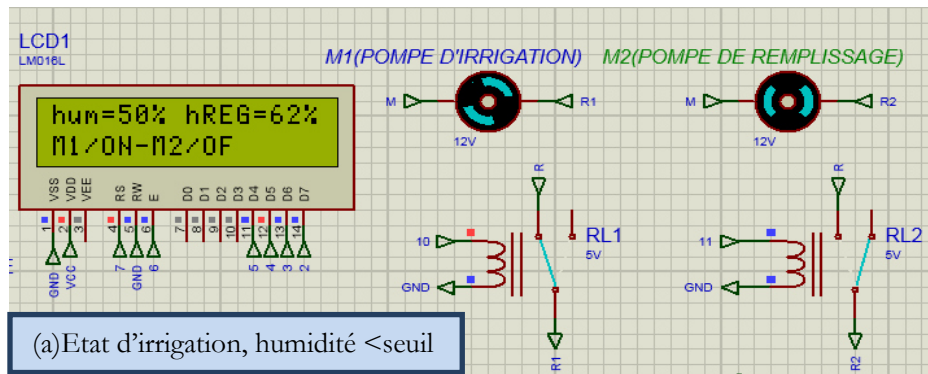 LCD1
LM016L
M1(POMPE D'IRRIGATION)
M2(POMPE DE REMPLISSAGE)
hum=50% hREG=62%
M1/ON-M2/OF
M
R1
12V
M
R2
12V
VSS
VDD
VEE
RS
RW
E
D0
D1
D2
D3
D4
D5
D6
D7
1
2
3
4
5
6
7
8
9
10
11
12
13
14
GND
VCC
7
GND
6
5
4
3
2
R
10
GND
RL1
5V
R1
R
11
GND
RL2
5V
R2
(a)Etat d'irrigation, humidité <seuil